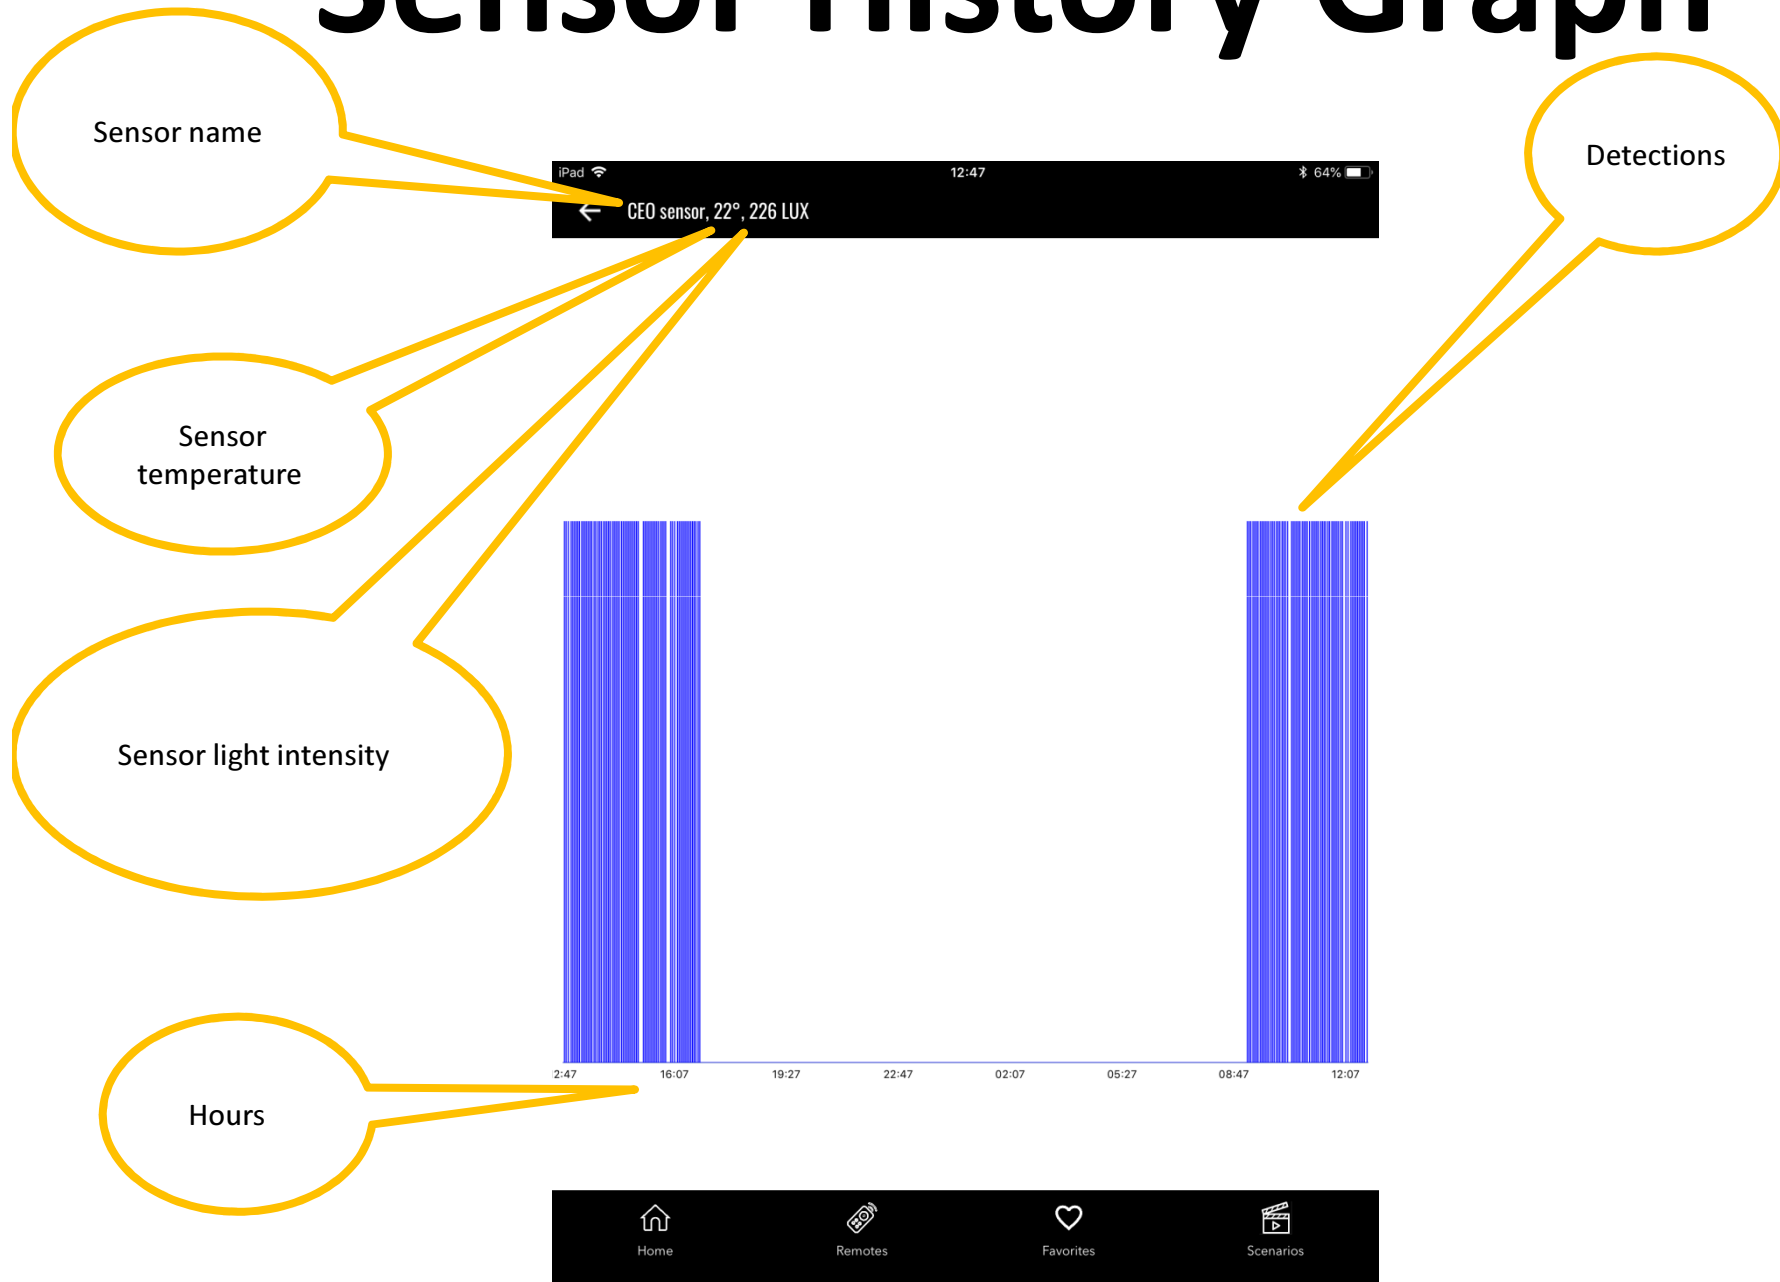 Sensor History Graph
Sensor name
Detections
iPad
12:47
64%
CEO sensor, 22°, 226 LUX
Sensor
temperature
Sensor light intensity
2:47 16:07 19:27 22:47 02:07 05:27 08:47 12:07
Hours
Home Remotes Favorites Scenarios